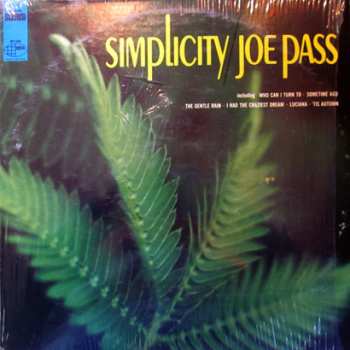 SIMPLICITY/JOE PASS
including WHO CAN I TURN TO · SOMETIME AGO
THE GENTLE RAIN · I HAD THE CRAZIEST DREAM · LUCIANA · 'TIS AUTUMN